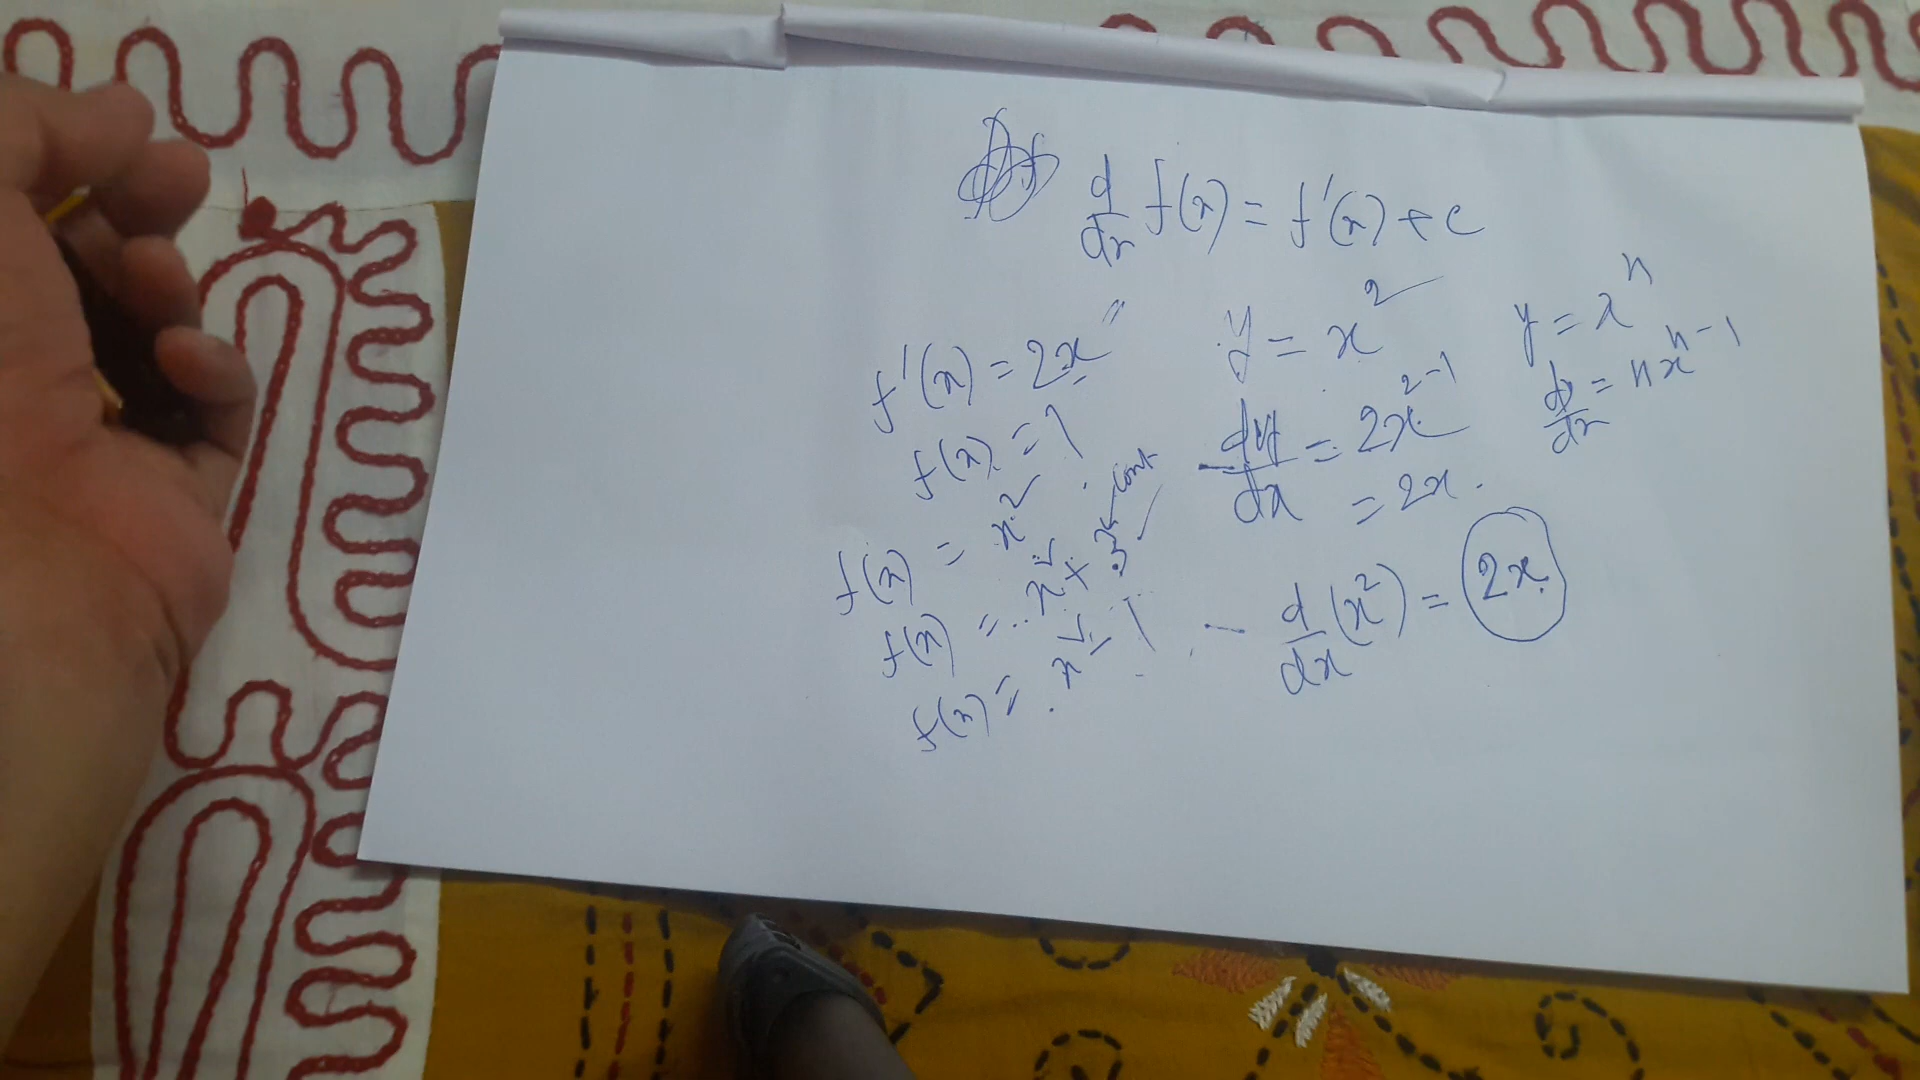 d/dx f(x) = f'(x) + c
f'(x) = 2x
f(x) = ?
f(x) = x²
f(x) = x² + 3 ← const
f(x) = x² - 1
y = x²
dy/dx = 2x²⁻¹
= 2x.
d/dx (x²) = 2x
y = xⁿ
dy/dx = nxⁿ⁻¹